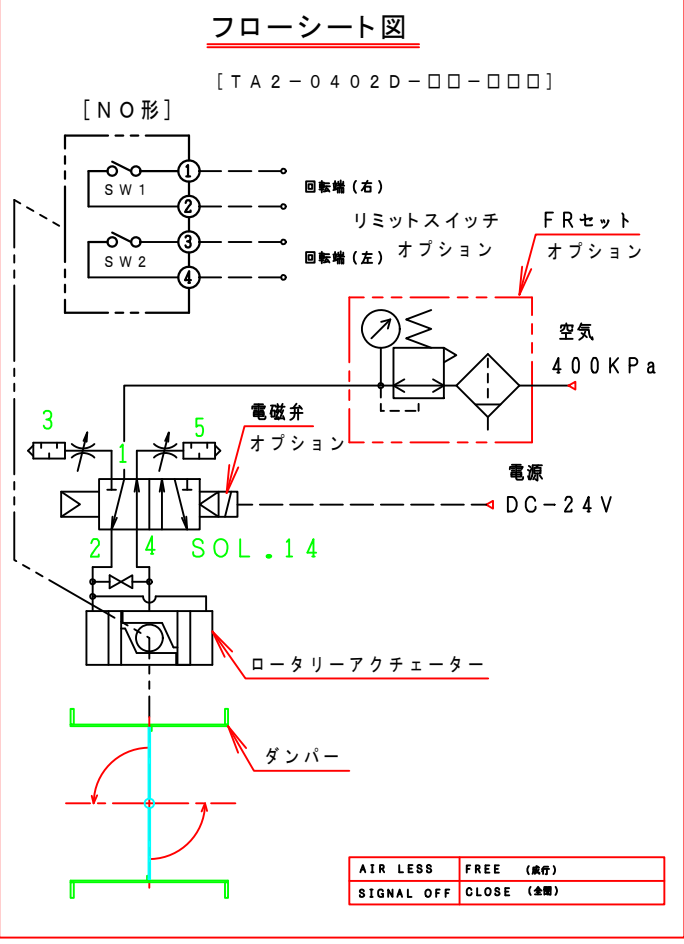 フローシート図
[TA2-0402D-□□-□□□]
[NO形]
SW1
1
2
回転端(右)
SW2
3
4
回転端(左)
リミットスイッチ
オプション
FRセット
オプション
空気
400KPa
電磁弁
オプション
3
1
5
電源
DC-24V
2
4
SOL.14
ロータリーアクチェーター
ダンパー
AIR LESS FREE
SIGNAL OFF CLOSE (全閉)